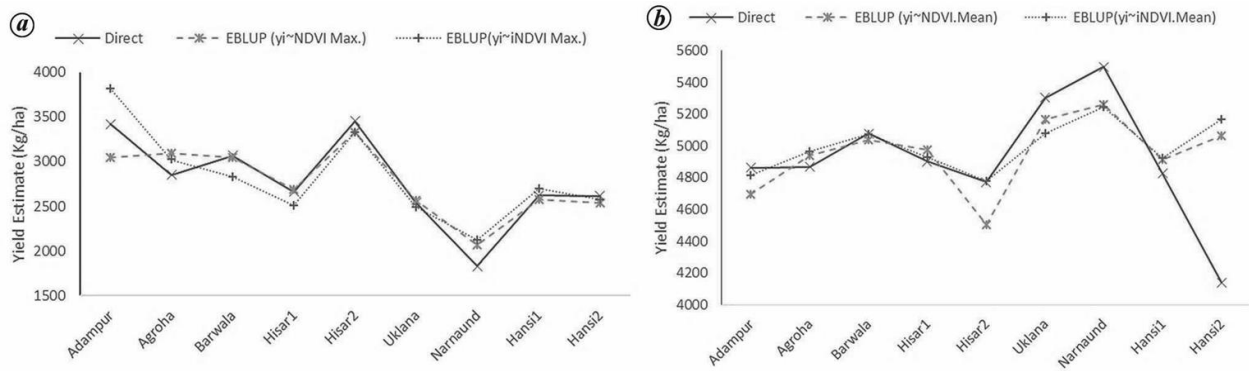 a
Direct EBLUP (yi~NDVI Max.) EBLUP(yi~iNDVI Max.)
Yield Estimate (Kg/ha)
4000
3500
3000
2500
2000
1500
Adampur
Agroha
Barwala
Hisar1
Hisar2
Uklana
Narnaund
Hansi1
Hansi2
b
Direct EBLUP (yi~NDVI.Mean) EBLUP(yi~iNDVI.Mean)
Yield Estimate (Kg/ha)
5600
5400
5200
5000
4800
4600
4400
4200
4000
Adampur
Agroha
Barwala
Hisar1
Hisar2
Uklana
Narnaund
Hansi1
Hansi2